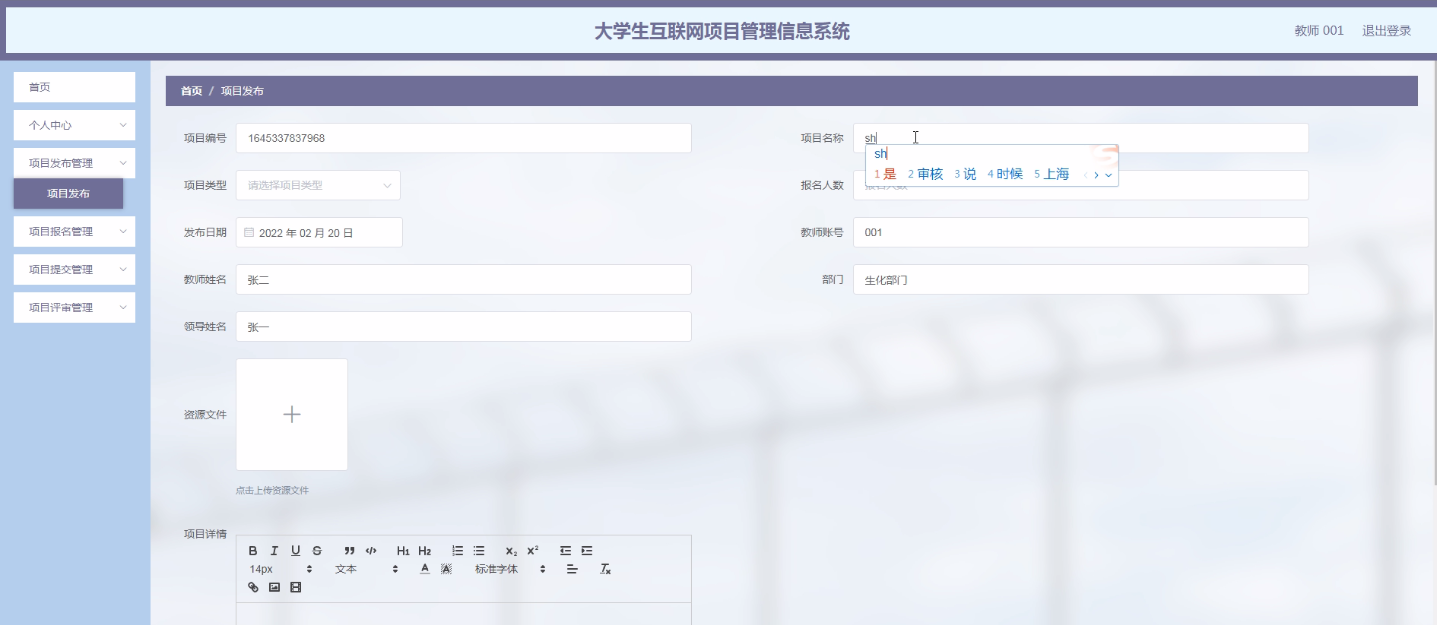 大学生互联网项目管理信息系统
教师 001 退出登录
首页
个人中心
项目发布管理
项目发布
项目报名管理
项目提交管理
项目评审管理
首页 / 项目发布
项目编号 1645337837968
项目名称 sh
sh
1 是 2 审核 3 说 4 时候 5 上海
项目类型 请选择项目类型
报名人数 报名人数
发布日期 2022 年 02 月 20 日
教师账号 001
教师姓名 张二
部门 生化部门
领导姓名 张一
资源文件
点击上传资源文件
项目详情
B I U S H1 H2 X2 X2
14px 文本 A A 标准字体 Tx